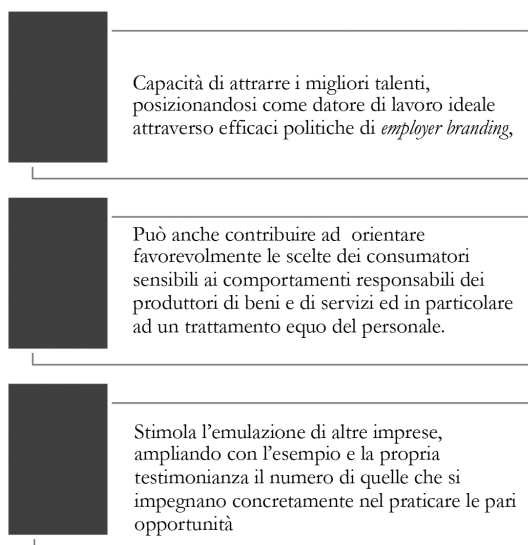 Capacità di attrarre i migliori talenti,
posizionandosi come datore di lavoro ideale
attraverso efficaci politiche di employer branding,
Può anche contribuire ad  orientare
favorevolmente le scelte dei consumatori
sensibili ai comportamenti responsabili dei
produttori di beni e di servizi ed in particolare
ad un trattamento equo del personale.
Stimola l’emulazione di altre imprese,
ampliando con l’esempio e la propria
testimonianza il numero di quelle che si
impegnano concretamente nel praticare le pari
opportunità